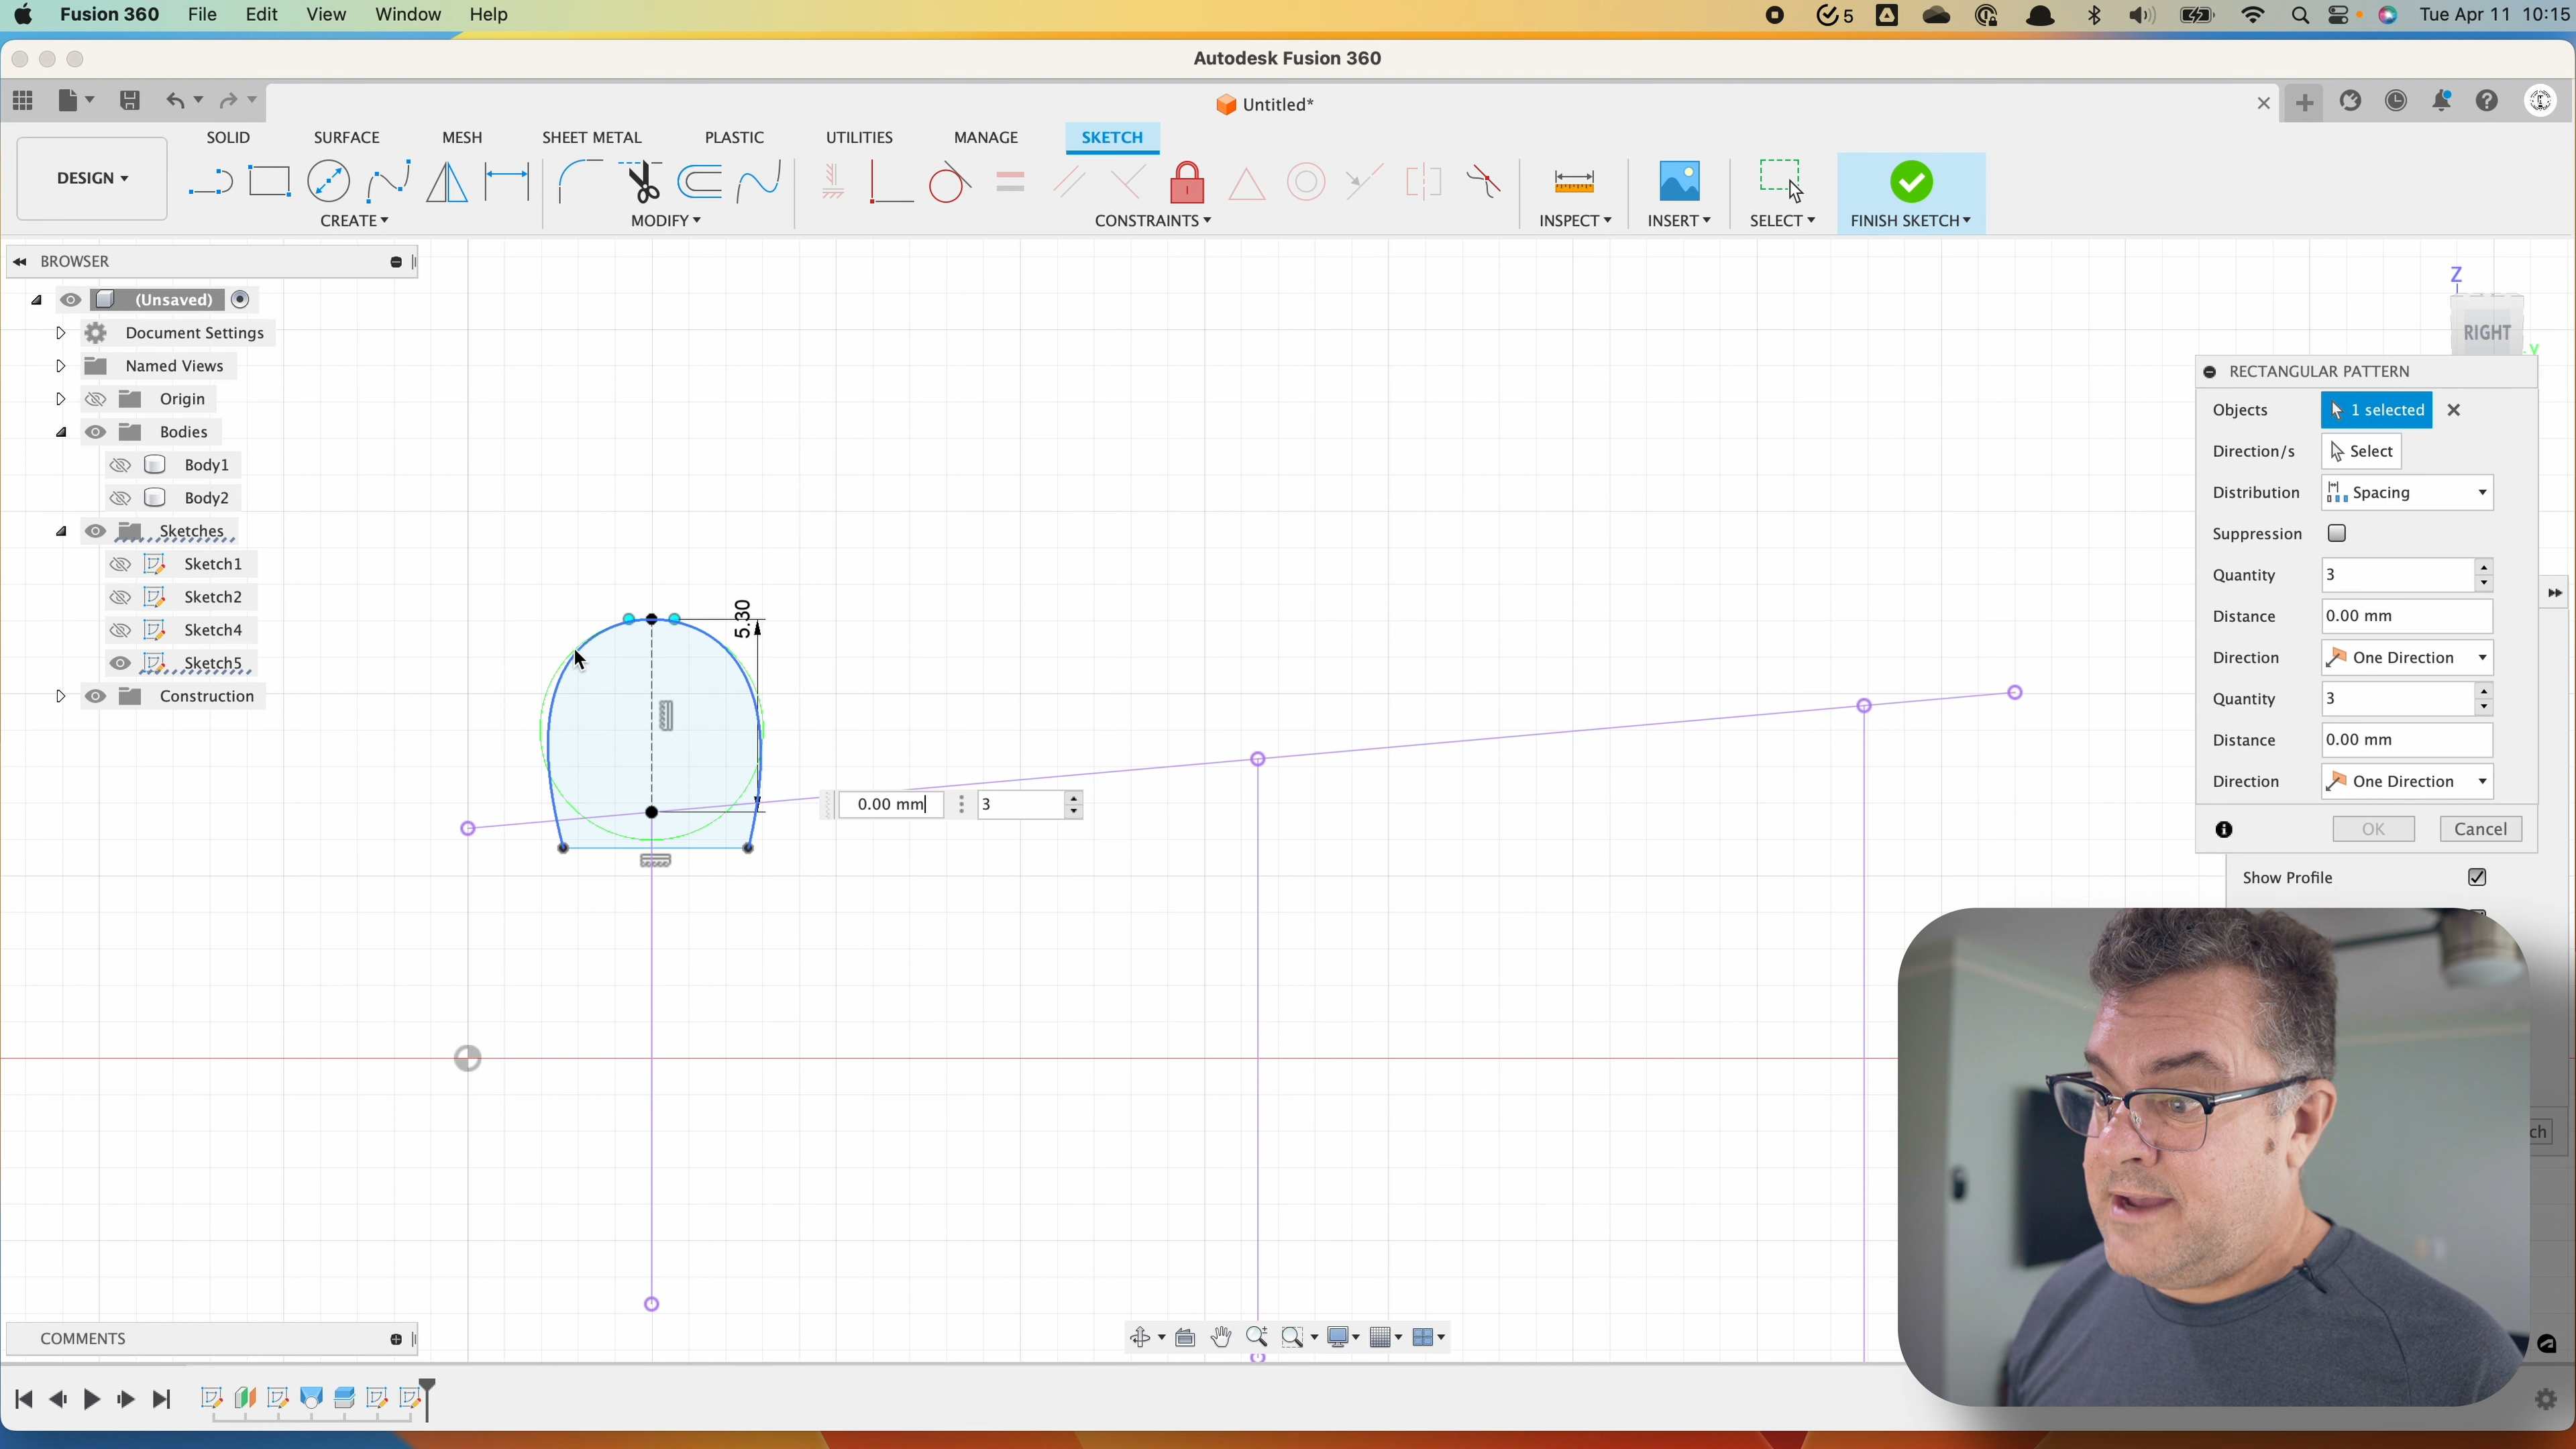 Fusion 360 File Edit View Window Help 5 Tue Apr 11 10:15
Autodesk Fusion 360
Untitled*
SOLID SURFACE MESH SHEET METAL PLASTIC UTILITIES MANAGE SKETCH
DESIGN
CREATE MODIFY CONSTRAINTS INSPECT INSERT SELECT FINISH SKETCH
BROWSER
(Unsaved)
Document Settings
Named Views
Origin
Bodies
Body1
Body2
Sketches
Sketch1
Sketch2
Sketch4
Sketch5
Construction
5.30
0.00 mm 3
Z
RIGHT
Y
RECTANGULAR PATTERN
Objects 1 selected
Direction/s Select
Distribution Spacing
Suppression
Quantity 3
Distance 0.00 mm
Direction One Direction
Quantity 3
Distance 0.00 mm
Direction One Direction
OK Cancel
Show Profile
ch
COMMENTS